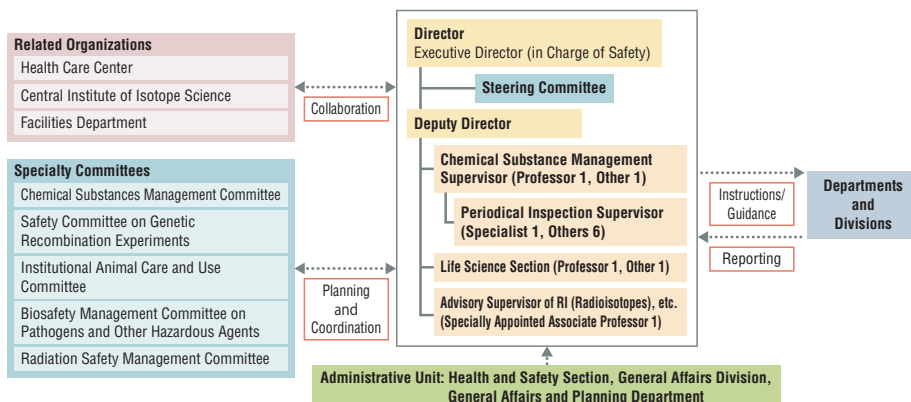 Related Organizations
Health Care Center
Central Institute of Isotope Science
Facilities Department
Collaboration
Specialty Committees
Chemical Substances Management Committee
Safety Committee on Genetic
Recombination Experiments
Institutional Animal Care and Use
Committee
Biosafety Management Committee on
Pathogens and Other Hazardous Agents
Radiation Safety Management Committee
Planning
and
Coordination
Director
Executive Director (in Charge of Safety)
Steering Committee
Deputy Director
Chemical Substance Management
Supervisor (Professor 1, Other 1)
Periodical Inspection Supervisor
(Specialist 1, Others 6)
Life Science Section (Professor 1, Other 1)
Advisory Supervisor of RI (Radioisotopes), etc.
(Specially Appointed Associate Professor 1)
Instructions/
Guidance
Reporting
Departments
and
Divisions
Administrative Unit: Health and Safety Section, General Affairs Division,
General Affairs and Planning Department